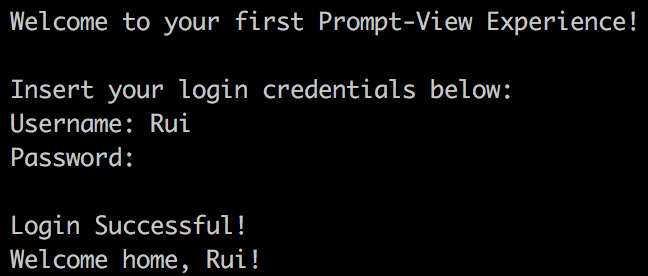 Welcome to your first Prompt-View Experience!
Insert your login credentials below:
Username: Rui
Password:
Login Successful!
Welcome home, Rui!